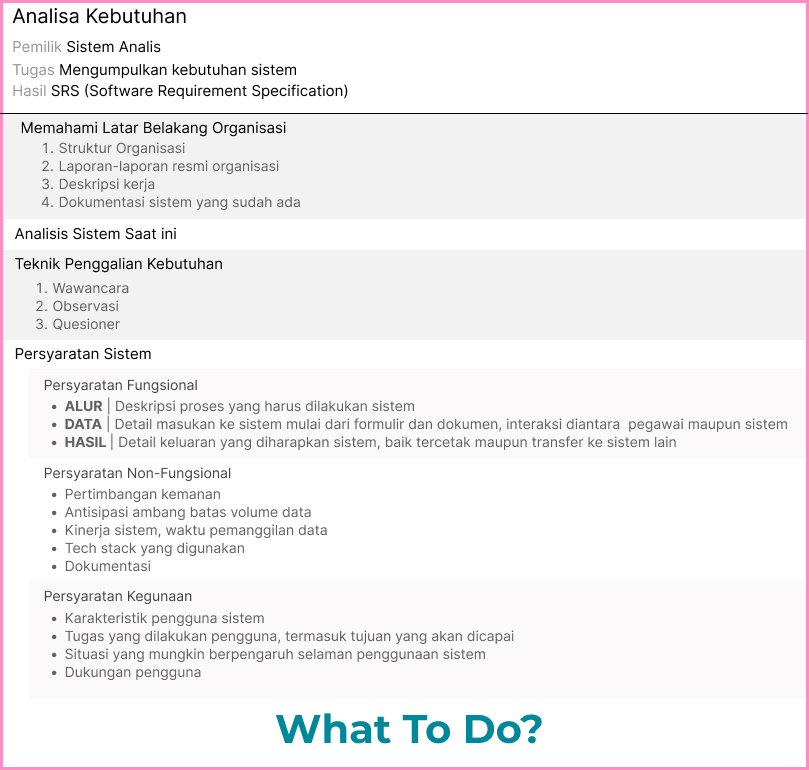 Analisa Kebutuhan
Pemilik Sistem Analis
Tugas Mengumpulkan kebutuhan sistem
Hasil SRS (Software Requirement Specification)
Memahami Latar Belakang Organisasi
1. Struktur Organisasi
2. Laporan-laporan resmi organisasi
3. Deskripsi kerja
4. Dokumentasi sistem yang sudah ada
Analisis Sistem Saat ini
Teknik Penggalian Kebutuhan
1. Wawancara
2. Observasi
3. Quesioner
Persyaratan Sistem
Persyaratan Fungsional
• ALUR | Deskripsi proses yang harus dilakukan sistem
• DATA | Detail masukan ke sistem mulai dari formulir dan dokumen, interaksi diantara pegawai maupun sistem
• HASIL | Detail keluaran yang diharapkan sistem, baik tercetak maupun transfer ke sistem lain
Persyaratan Non-Fungsional
• Pertimbangan kemanan
• Antisipasi ambang batas volume data
• Kinerja sistem, waktu pemanggilan data
• Tech stack yang digunakan
• Dokumentasi
Persyaratan Kegunaan
• Karakteristik pengguna sistem
• Tugas yang dilakukan pengguna, termasuk tujuan yang akan dicapai
• Situasi yang mungkin berpengaruh selaman penggunaan sistem
• Dukungan pengguna
What To Do?